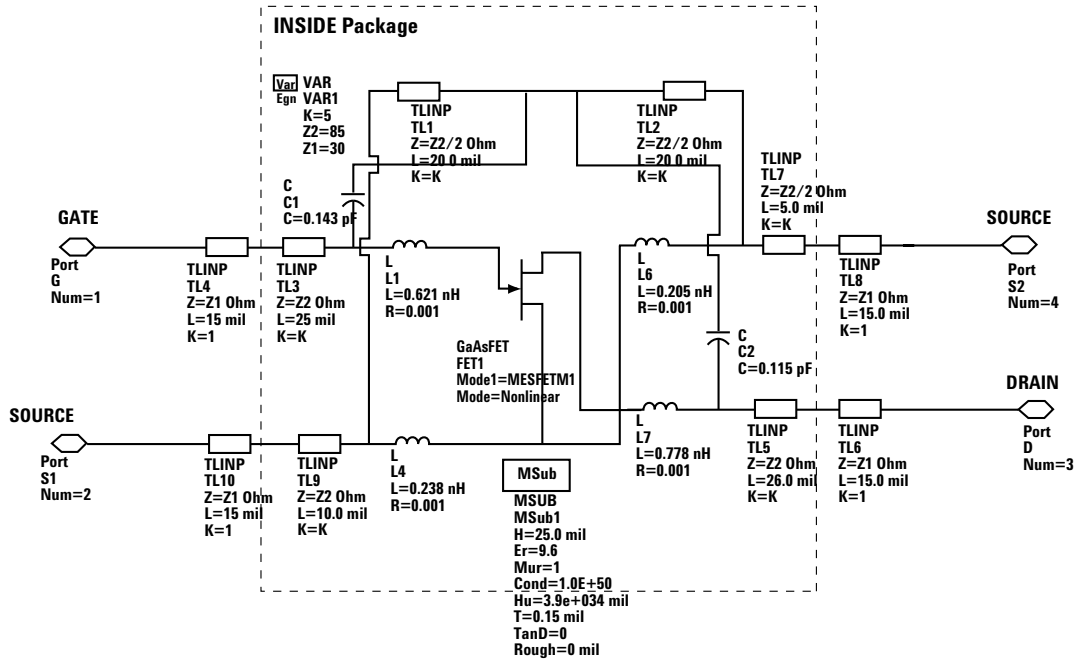 INSIDE Package
Var VAR
Egn VAR1
K=5
Z2=85
Z1=30
TLINP
TL1
Z=Z2/2 Ohm
L=20 0 mil
K=K
TLINP
TL2
Z=Z2/2 Ohm
L=20 0 mil
K=K
TLINP
TL7
Z=Z2/2 Ohm
L=5.0 mil
K=K
C
C1
C=0.143 pF
GATE
Port
G
Num=1
TLINP
TL4
Z=Z1 Ohm
L=15 mil
K=1
TLINP
TL3
Z=Z2 Ohm
L=25 mil
K=K
L
L1
L=0.621 nH
R=0.001
L
L6
L=0.205 nH
R=0.001
TLINP
TL8
Z=Z1 Ohm
L=15.0 mil
K=1
SOURCE
Port
S2
Num=4
GaAsFET
FET1
Mode1=MESFETM1
Mode=Nonlinear
C
C2
C=0.115 pF
SOURCE
Port
S1
Num=2
TLINP
TL10
Z=Z1 Ohm
L=15 mil
K=1
TLINP
TL9
Z=Z2 Ohm
L=10.0 mil
K=K
L
L4
L=0.238 nH
R=0.001
L
L7
L=0.778 nH
R=0.001
TLINP
TL5
Z=Z2 Ohm
L=26.0 mil
K=K
TLINP
TL6
Z=Z1 Ohm
L=15.0 mil
K=1
DRAIN
Port
D
Num=3
MSub
MSUB
MSub1
H=25.0 mil
Er=9.6
Mur=1
Cond=1.0E+50
Hu=3.9e+034 mil
T=0.15 mil
TanD=0
Rough=0 mil